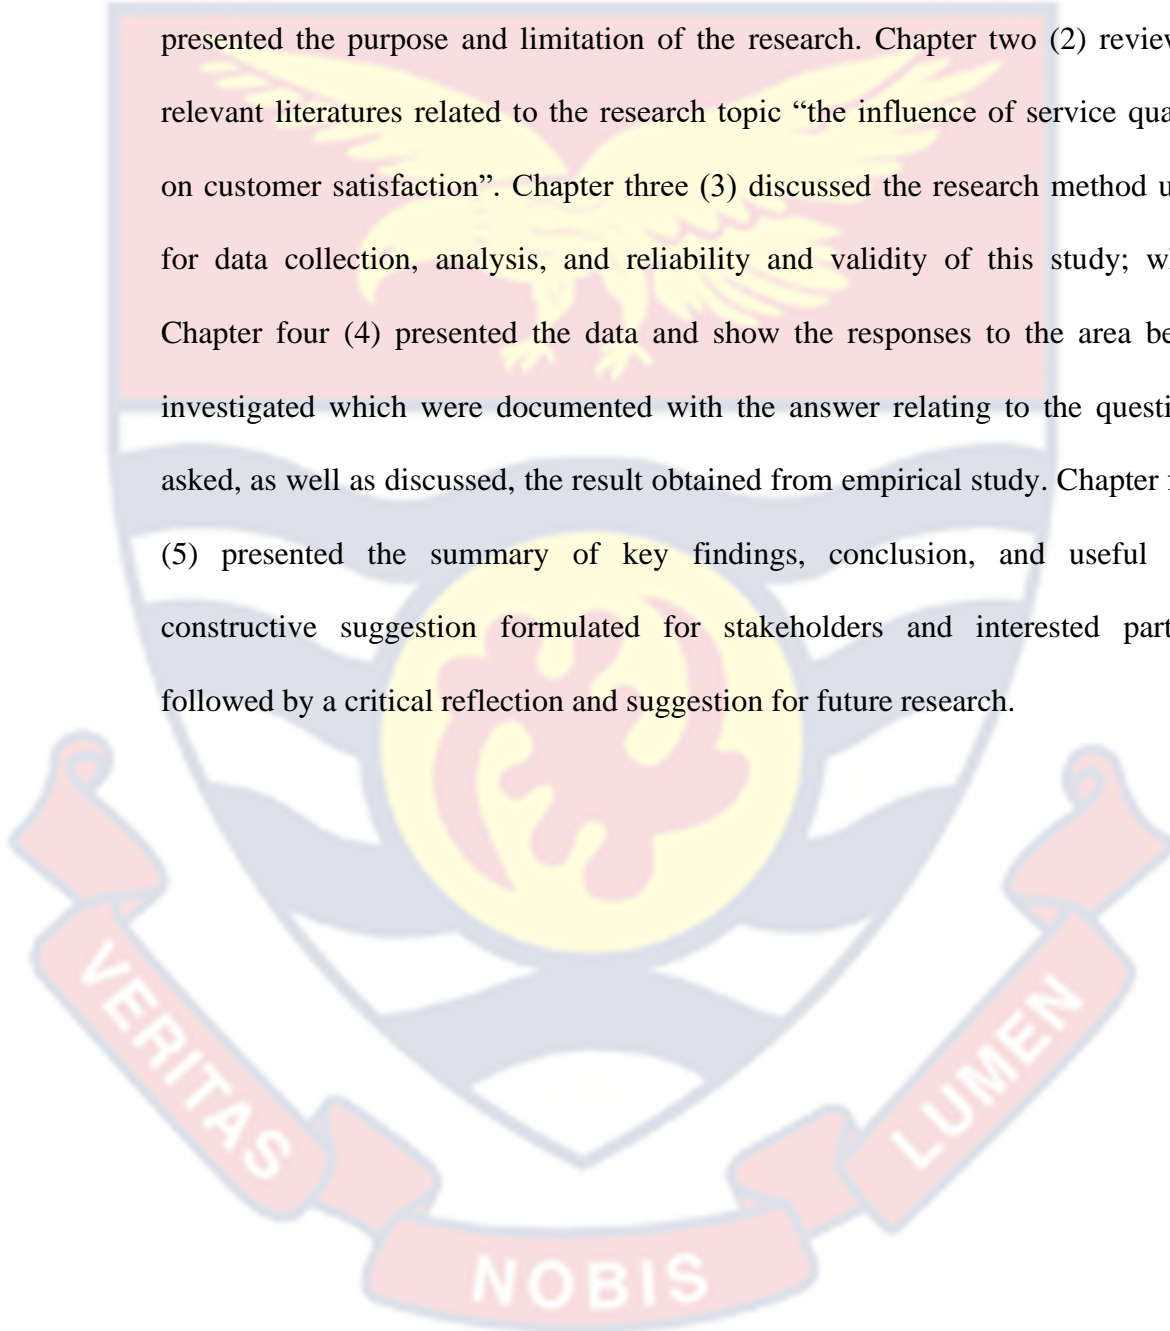 presented the purpose and limitation of the research. Chapter two (2) review
relevant literatures related to the research topic “the influence of service qua
on customer satisfaction”. Chapter three (3) discussed the research method u
for data collection, analysis, and reliability and validity of this study; wh
Chapter four (4) presented the data and show the responses to the area be
investigated which were documented with the answer relating to the questi
asked, as well as discussed, the result obtained from empirical study. Chapter
(5) presented the summary of key findings, conclusion, and useful
constructive suggestion formulated for stakeholders and interested part
followed by a critical reflection and suggestion for future research.
VERITAS
NOBIS
LUMEN